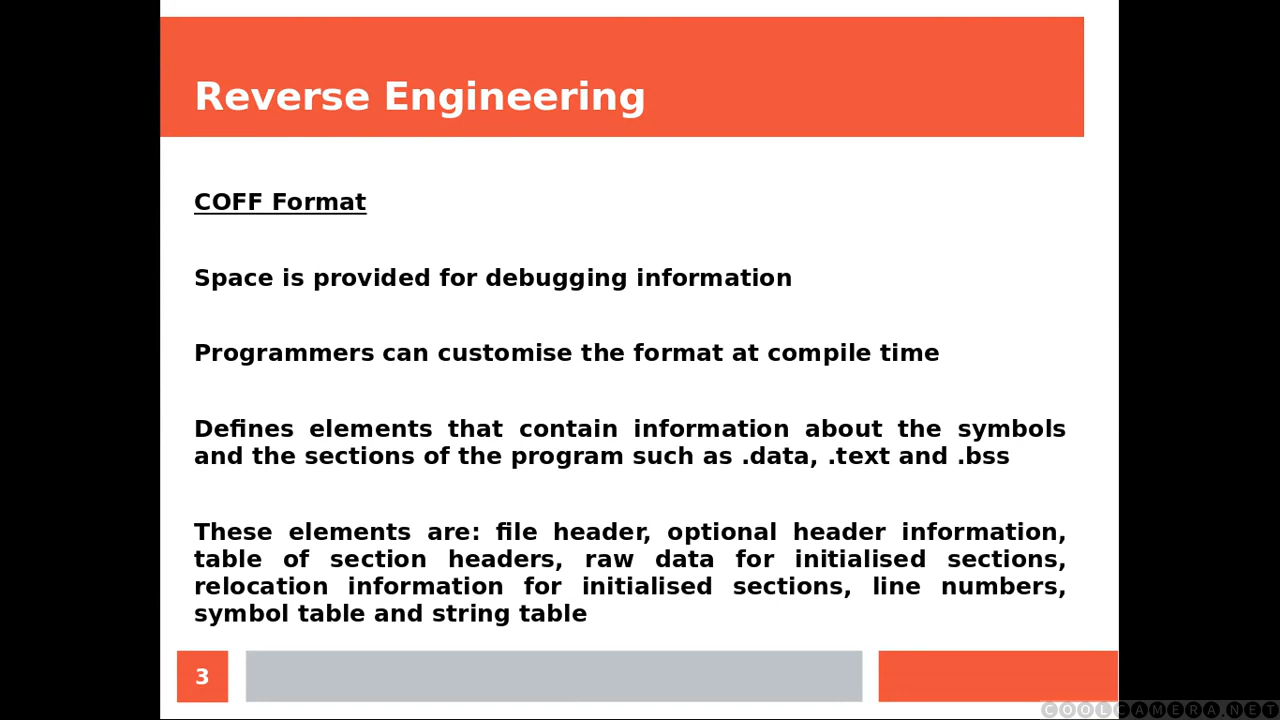 Reverse Engineering
COFF Format
Space is provided for debugging information
Programmers can customise the format at compile time
Defines elements that contain information about the symbols
and the sections of the program such as .data, .text and .bss
These elements are: file header, optional header information,
table of section headers, raw data for initialised sections,
relocation information for initialised sections, line numbers,
symbol table and string table
3
COOLCAMERA.NET